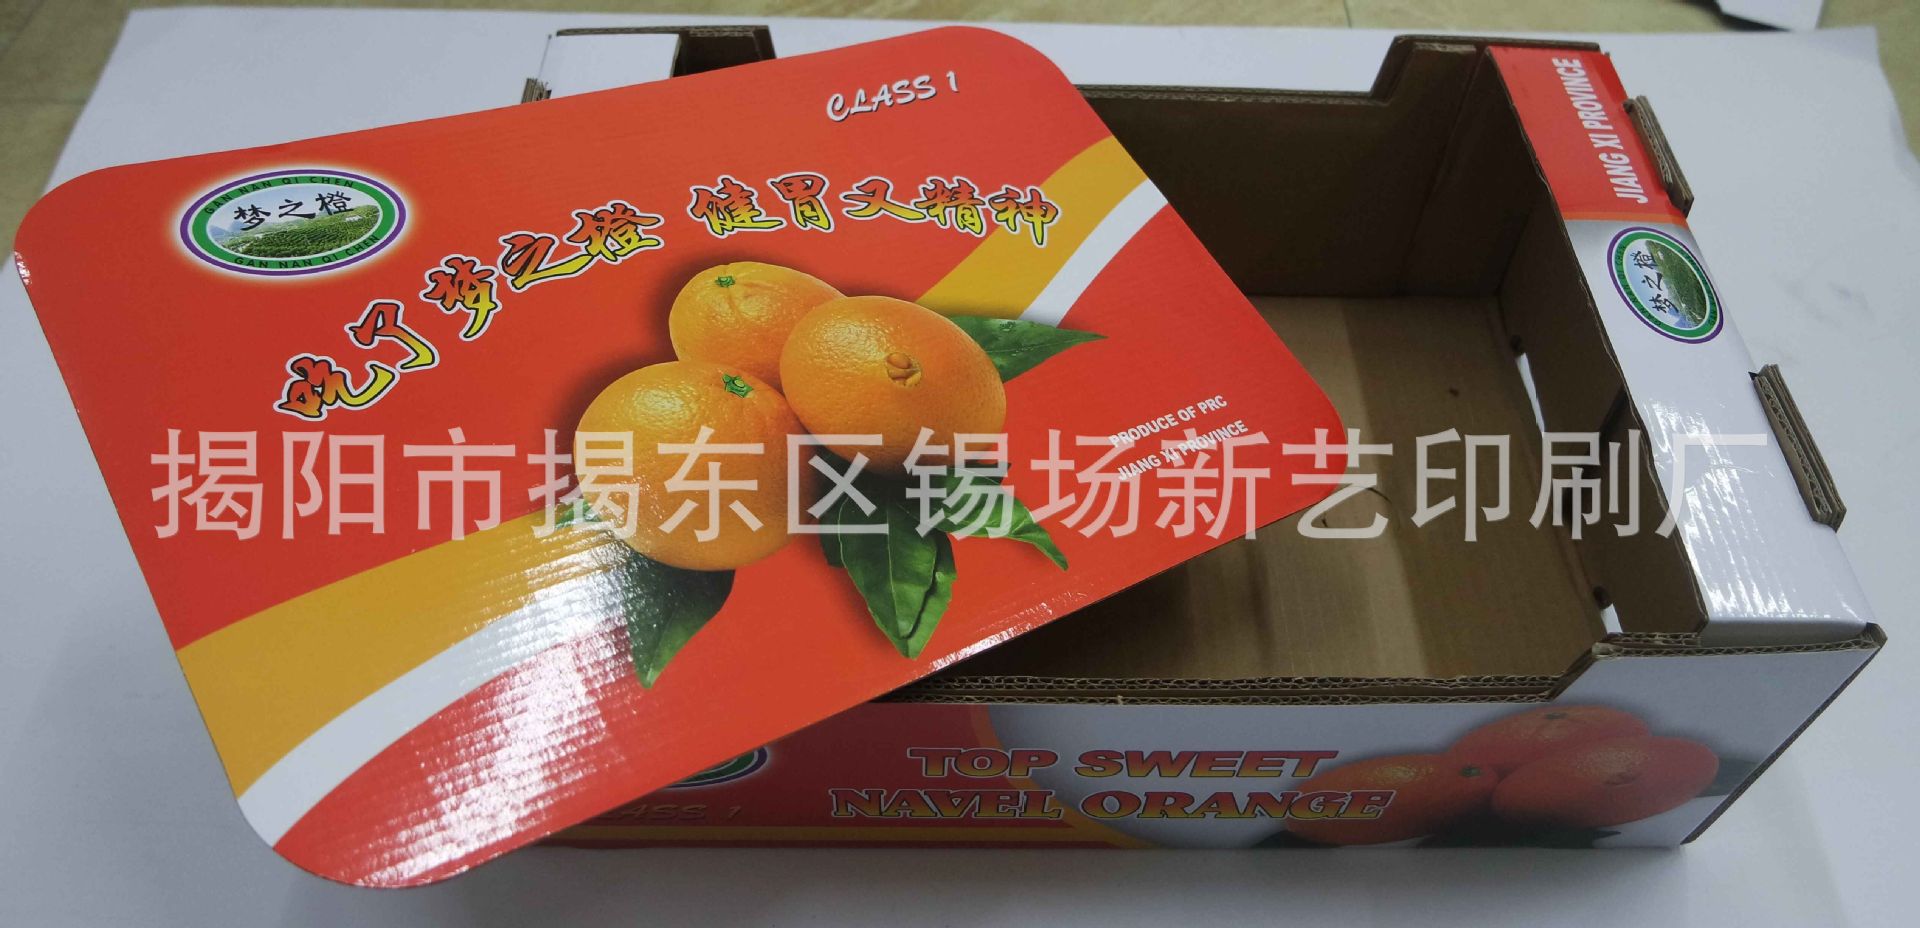 CLASS 1
GAN NAN QI CHEN
梦之橙
GAN NAN QI CHEN
吃了梦之橙 健胃又精神
PRODUCE OF PRC
JIANG XI PROVINCE
JIANG XI PROVINCE
梦之橙
揭阳市揭东区锡场新艺印刷厂
TOP SWEET
NAVEL ORANGE
CLASS 1